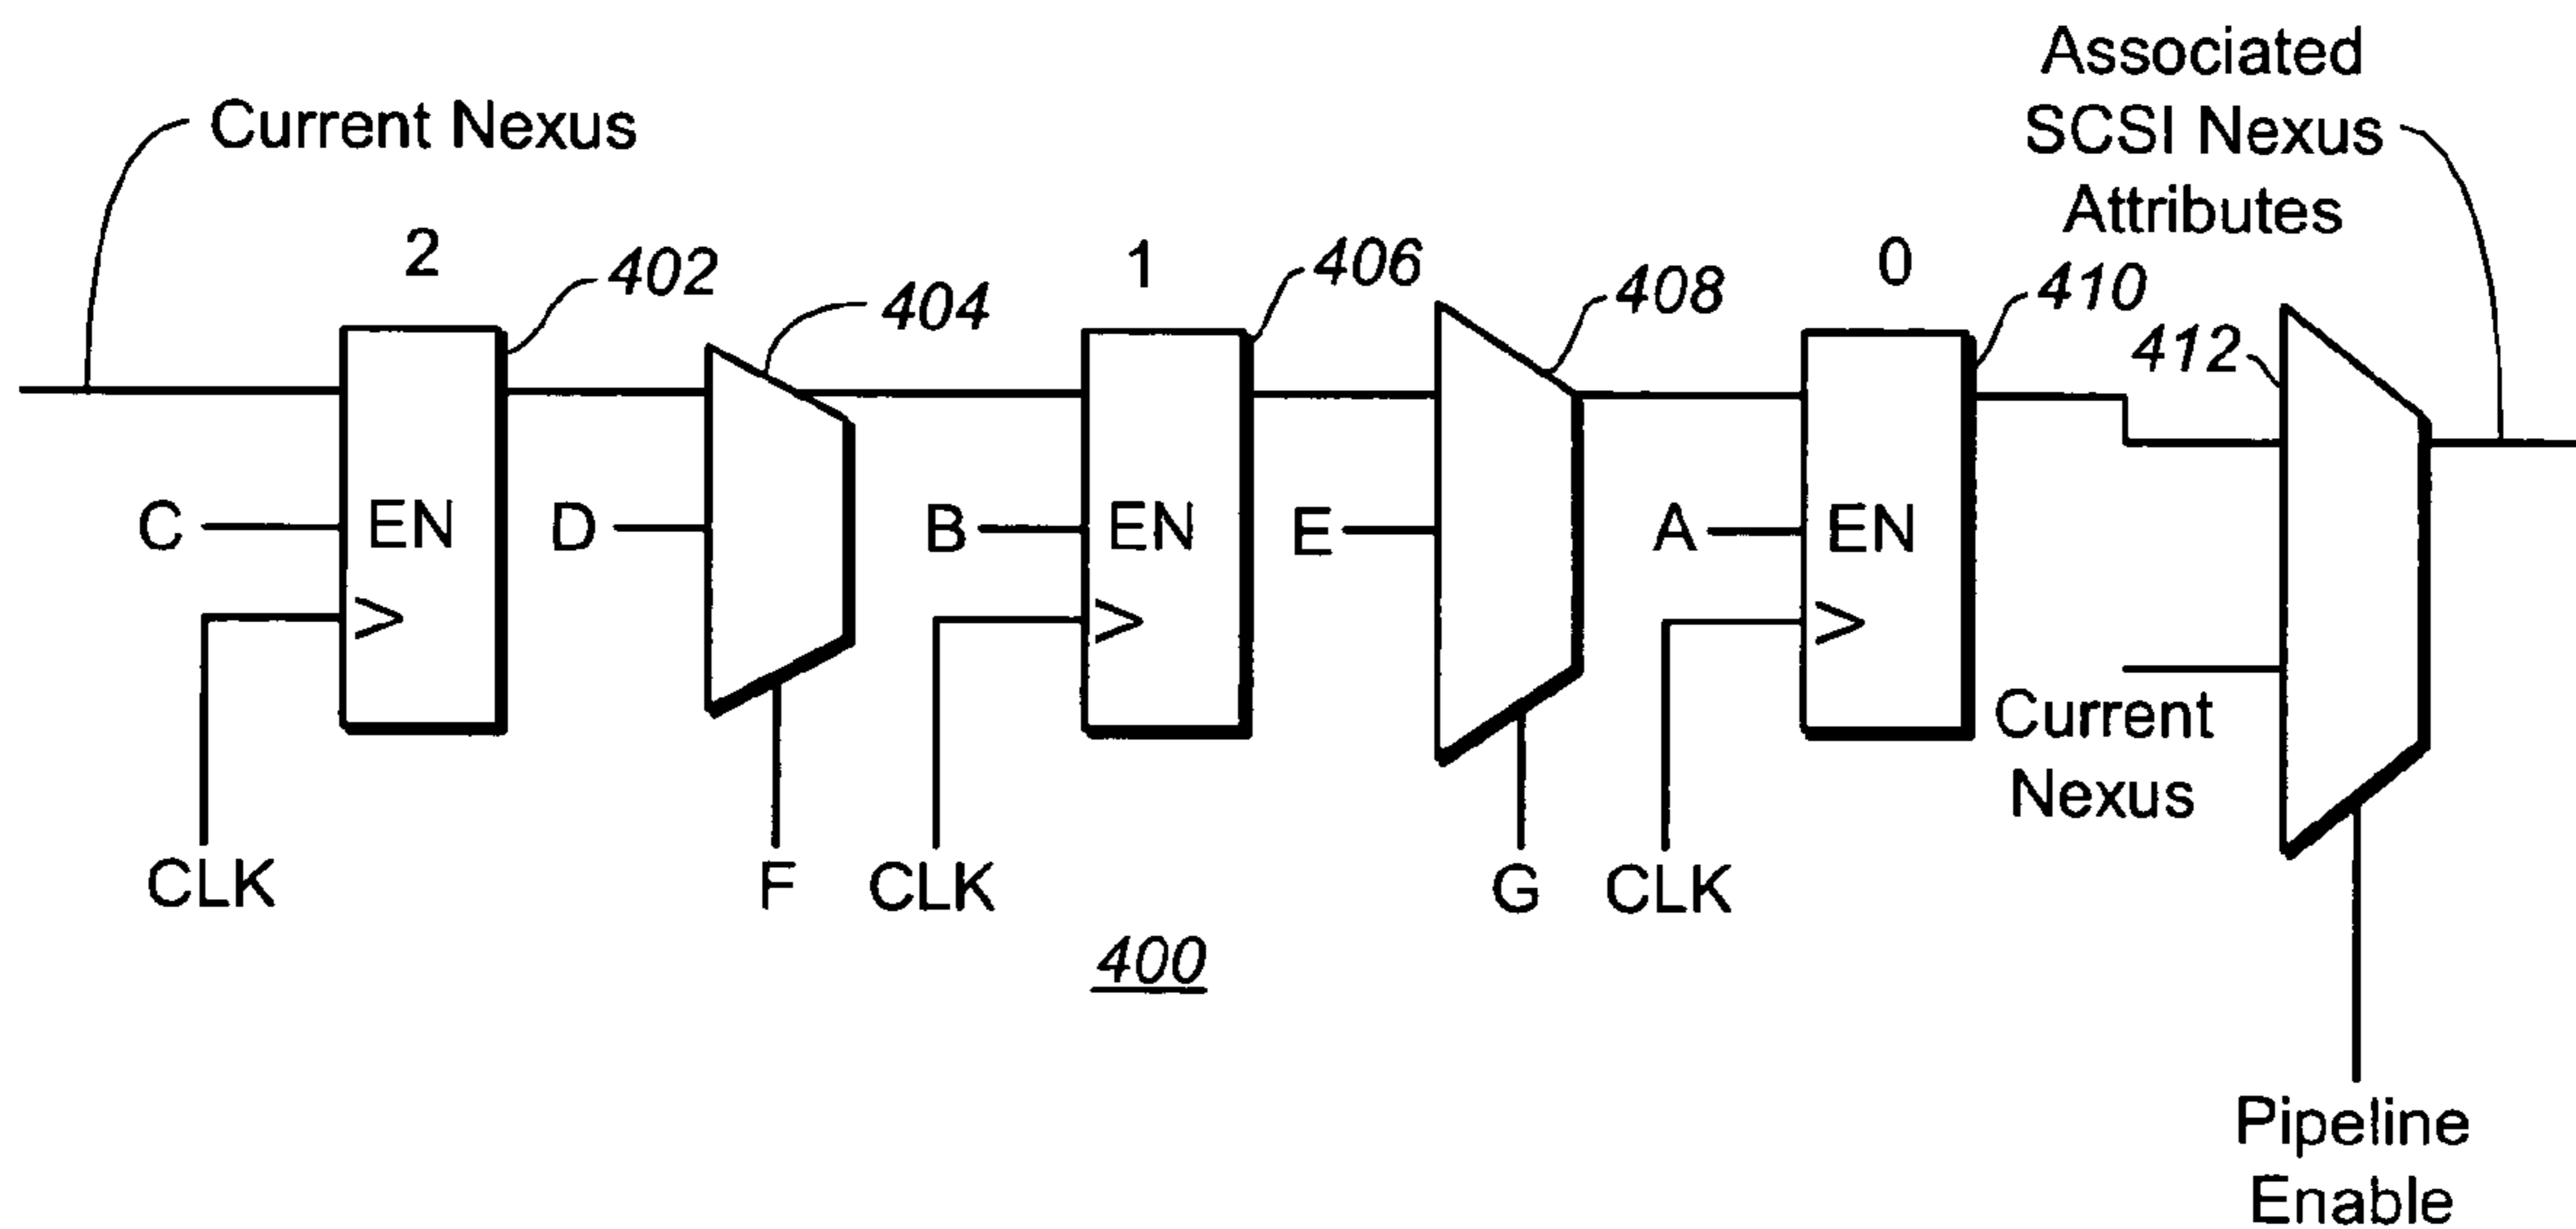 Associated
SCSI Nexus
Attributes
Current Nexus
2
402
404
1
406
408
0
410
412
C
EN
D
B
EN
E
A
EN
>
>
>
Current
Nexus
CLK
F
CLK
G
CLK
400
Pipeline
Enable